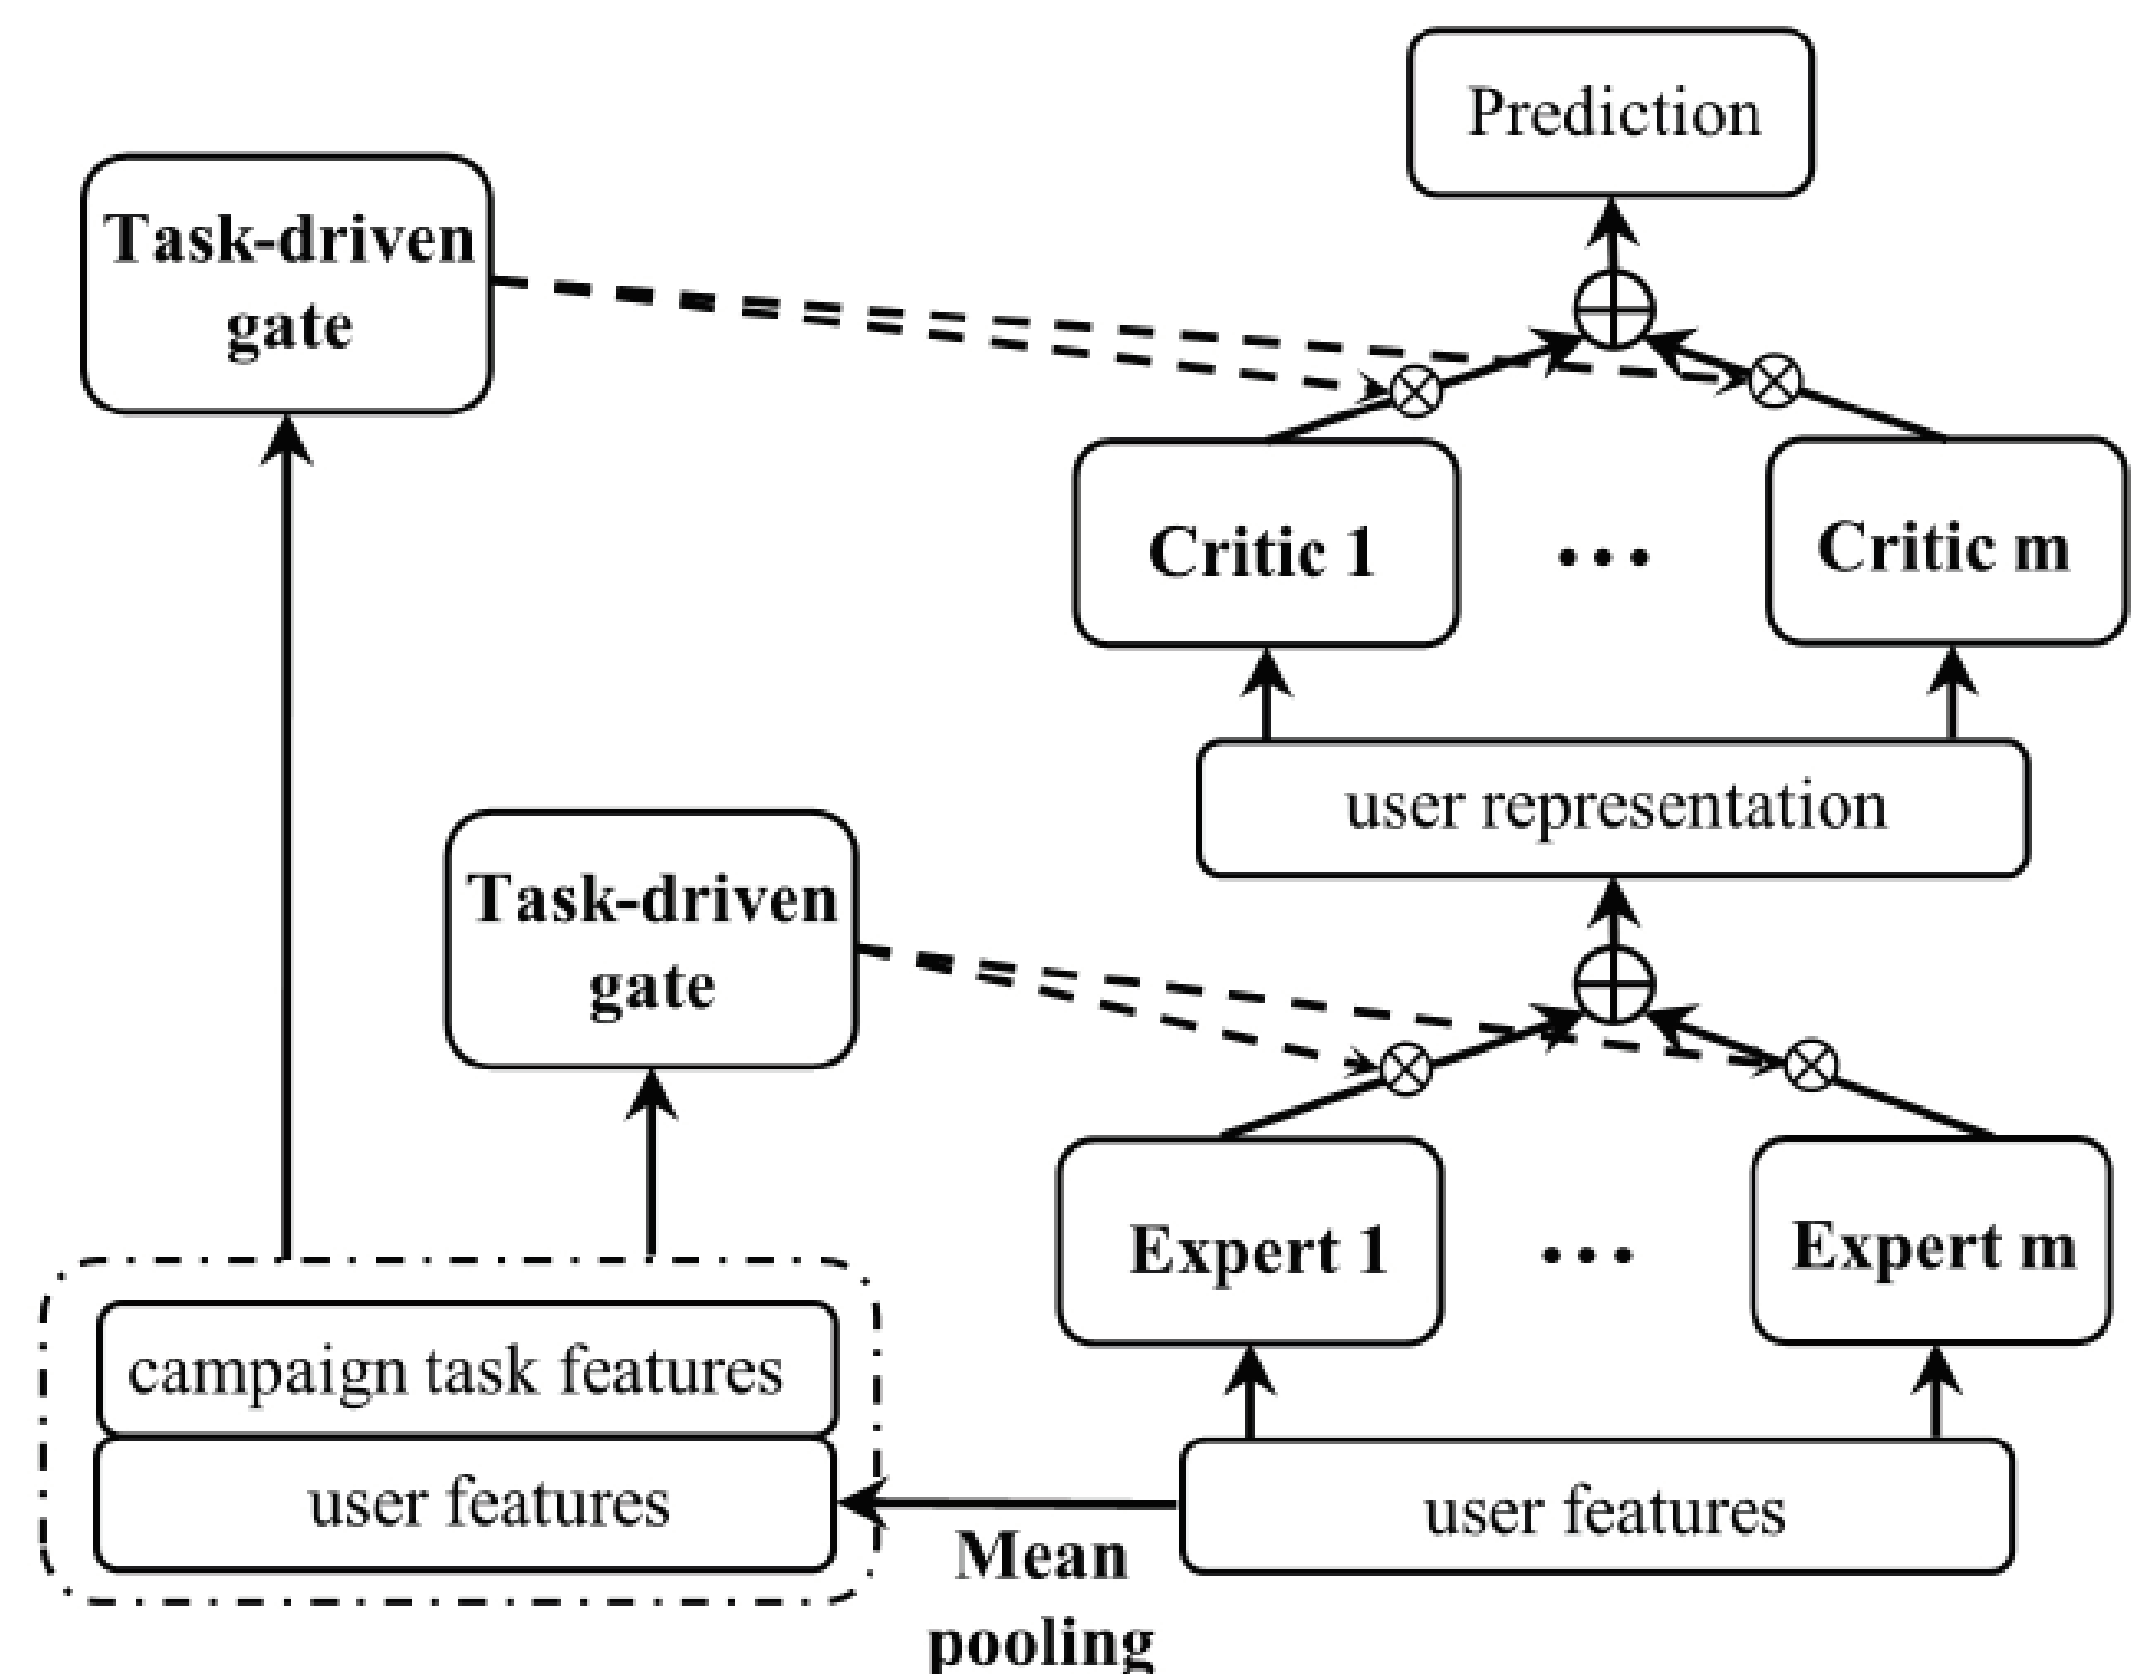 Prediction
Task-driven
gate
Critic 1
...
Critic m
user representation
Task-driven
gate
Expert 1
...
Expert m
campaign task features
user features
Mean
pooling
user features